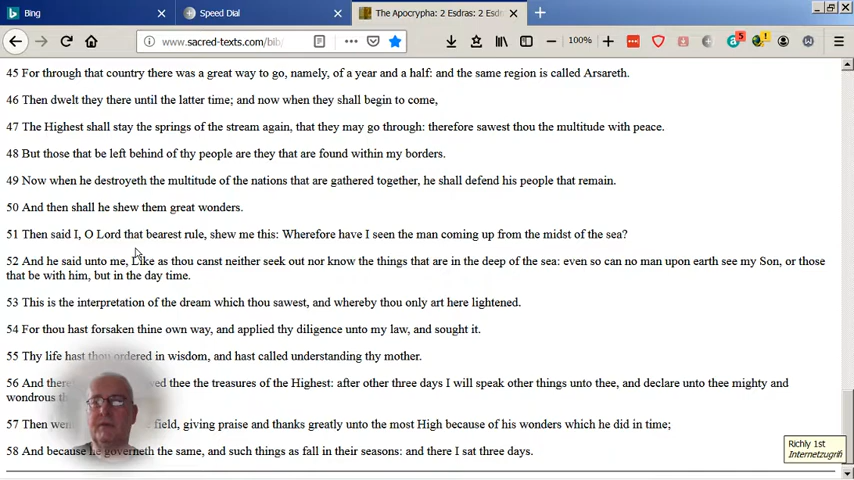 Bing
Speed Dial
The Apocrypha: 2 Esdras: 2 Esd
www.sacred-texts.com/bib
100%
5
45 For through that country there was a great way to go, namely, of a year and a half: and the same region is called Arsareth.
46 Then dwelt they there until the latter time; and now when they shall begin to come,
47 The Highest shall stay the springs of the stream again, that they may go through: therefore sawest thou the multitude with peace.
48 But those that be left behind of thy people are they that are found within my borders.
49 Now when he destroyeth the multitude of the nations that are gathered together, he shall defend his people that remain.
50 And then shall he shew them great wonders.
51 Then said I, O Lord that bearest rule, shew me this: Wherefore have I seen the man coming up from the midst of the sea?
52 And he said unto me, Like as thou canst neither seek out nor know the things that are in the deep of the sea: even so can no man upon earth see my Son, or those
that be with him, but in the day time.
53 This is the interpretation of the dream which thou sawest, and whereby thou only art here lightened.
54 For thou hast forsaken thine own way, and applied thy diligence unto my law, and sought it.
55 Thy life hast thou ordered in wisdom, and hast called understanding thy mother.
56 And thee the treasures of the Highest: after other three days I will speak other things unto thee, and declare unto thee mighty and
wondrous
57 Then field, giving praise and thanks greatly unto the most High because of his wonders which he did in time;
58 And because he governeth the same, and such things as fall in their seasons: and there I sat three days.
Richly 1st
Internetzugriff